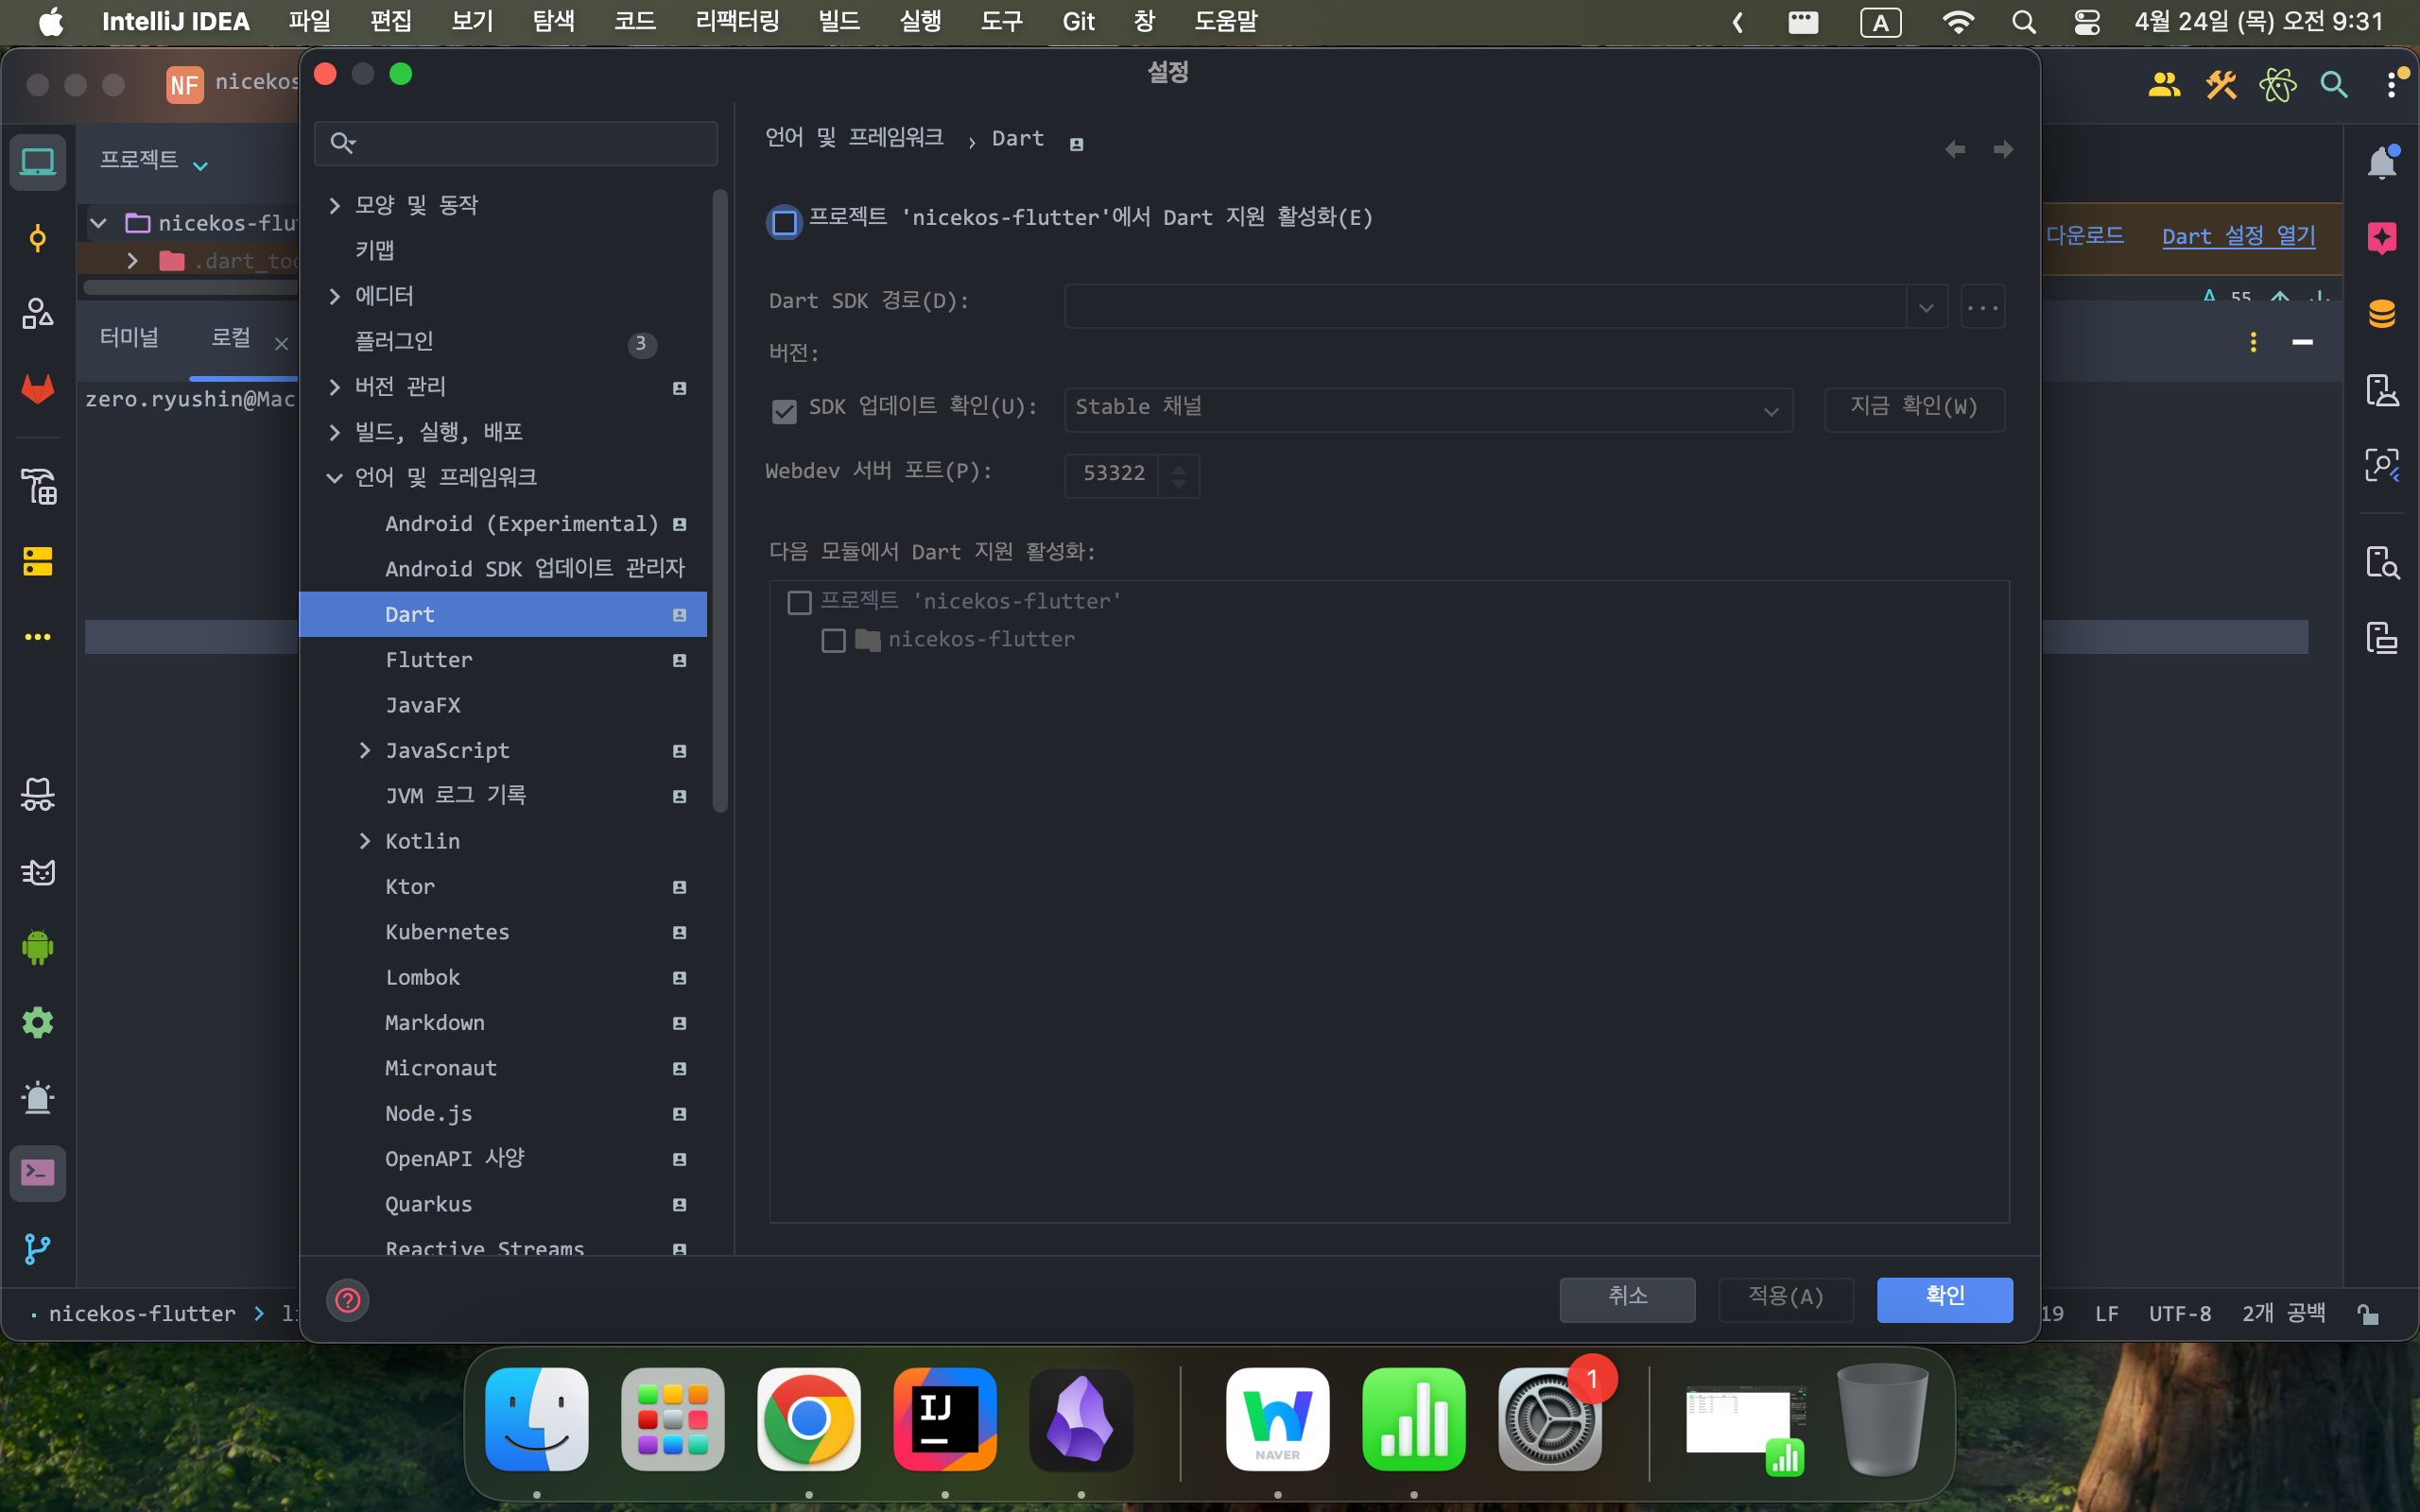 IntelliJ IDEA 파일 편집 보기 탐색 코드 리팩터링 빌드 실행 도구 Git 창 도움말 A 4월 24일 (목) 오전 9:31
NF nicekos
설정
프로젝트
nicekos-flut
.dart_too
터미널 로컬
zero.ryushin@Mac
모양 및 동작
키맵
에디터
플러그인 3
버전 관리
빌드, 실행, 배포
언어 및 프레임워크
Android (Experimental)
Android SDK 업데이트 관리자
Dart
Flutter
JavaFX
JavaScript
JVM 로그 기록
Kotlin
Ktor
Kubernetes
Lombok
Markdown
Micronaut
Node.js
OpenAPI 사양
Quarkus
Reactive Streams
언어 및 프레임워크 › Dart
프로젝트 'nicekos-flutter'에서 Dart 지원 활성화(E)
Dart SDK 경로(D):
버전:
SDK 업데이트 확인(U): Stable 채널 지금 확인(W)
Webdev 서버 포트(P): 53322
다음 모듈에서 Dart 지원 활성화:
프로젝트 'nicekos-flutter'
nicekos-flutter
다운로드 Dart 설정 열기
55
? 취소 적용(A) 확인
nicekos-flutter › li
19 LF UTF-8 2개 공백
IJ
NAVER
1